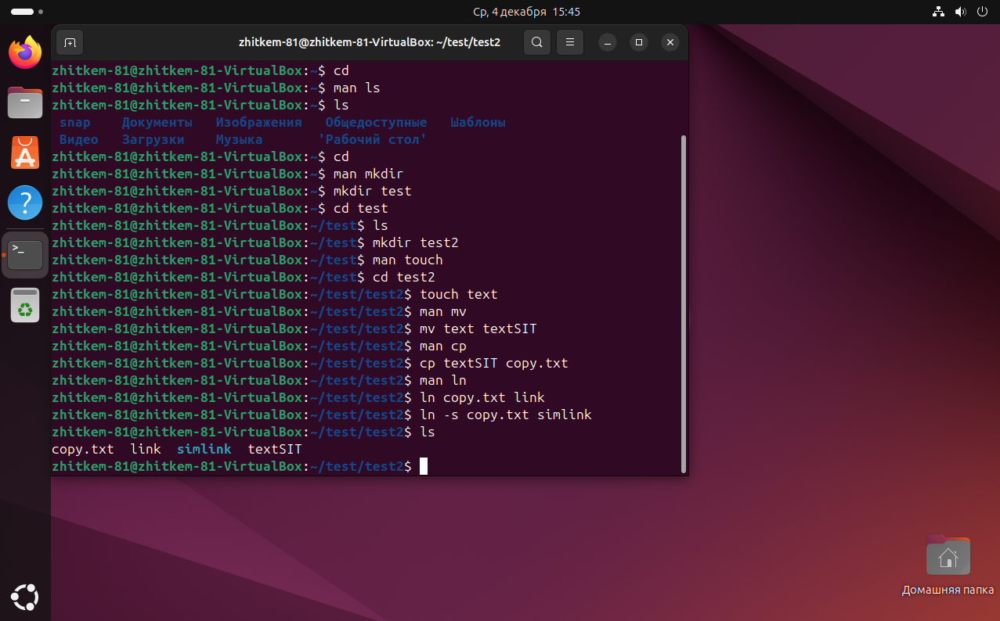 Ср, 4 декабря 15:45
zhitkem-81@zhitkem-81-VirtualBox: ~/test/test2
zhitkem-81@zhitkem-81-VirtualBox:~$ cd
zhitkem-81@zhitkem-81-VirtualBox:~$ man ls
zhitkem-81@zhitkem-81-VirtualBox:~$ ls
snap Документы Изображения Общедоступные Шаблоны
Видео Загрузки Музыка 'Рабочий стол'
zhitkem-81@zhitkem-81-VirtualBox:~$ cd
zhitkem-81@zhitkem-81-VirtualBox:~$ man mkdir
zhitkem-81@zhitkem-81-VirtualBox:~$ mkdir test
zhitkem-81@zhitkem-81-VirtualBox:~$ cd test
zhitkem-81@zhitkem-81-VirtualBox:~/test$ ls
zhitkem-81@zhitkem-81-VirtualBox:~/test$ mkdir test2
zhitkem-81@zhitkem-81-VirtualBox:~/test$ man touch
zhitkem-81@zhitkem-81-VirtualBox:~/test$ cd test2
zhitkem-81@zhitkem-81-VirtualBox:~/test/test2$ touch text
zhitkem-81@zhitkem-81-VirtualBox:~/test/test2$ man mv
zhitkem-81@zhitkem-81-VirtualBox:~/test/test2$ mv text textSIT
zhitkem-81@zhitkem-81-VirtualBox:~/test/test2$ man cp
zhitkem-81@zhitkem-81-VirtualBox:~/test/test2$ cp textSIT copy.txt
zhitkem-81@zhitkem-81-VirtualBox:~/test/test2$ man ln
zhitkem-81@zhitkem-81-VirtualBox:~/test/test2$ ln copy.txt link
zhitkem-81@zhitkem-81-VirtualBox:~/test/test2$ ln -s copy.txt simlink
zhitkem-81@zhitkem-81-VirtualBox:~/test/test2$ ls
copy.txt link simlink textSIT
zhitkem-81@zhitkem-81-VirtualBox:~/test/test2$
Домашняя папка